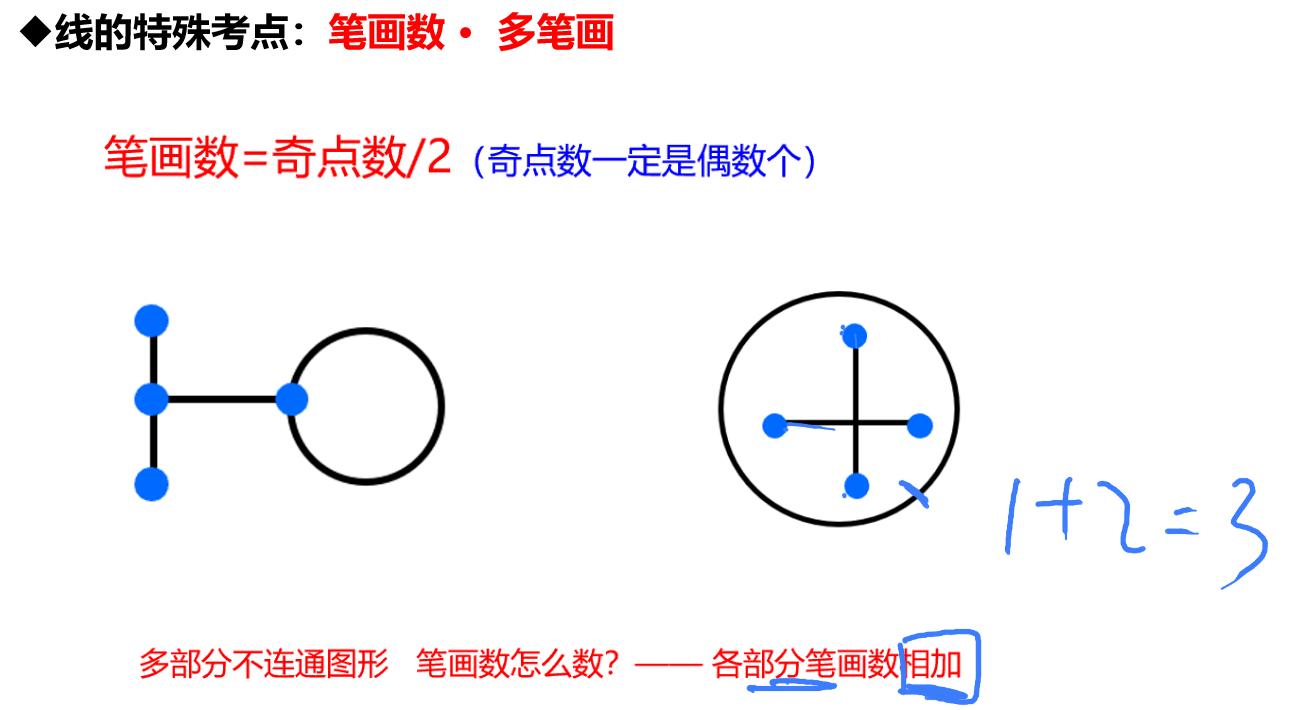 ◆线的特殊考点：笔画数· 多笔画
笔画数=奇点数/2（奇点数一定是偶数个）
1+2=3
多部分不连通图形 笔画数怎么数？—— 各部分笔画数相加